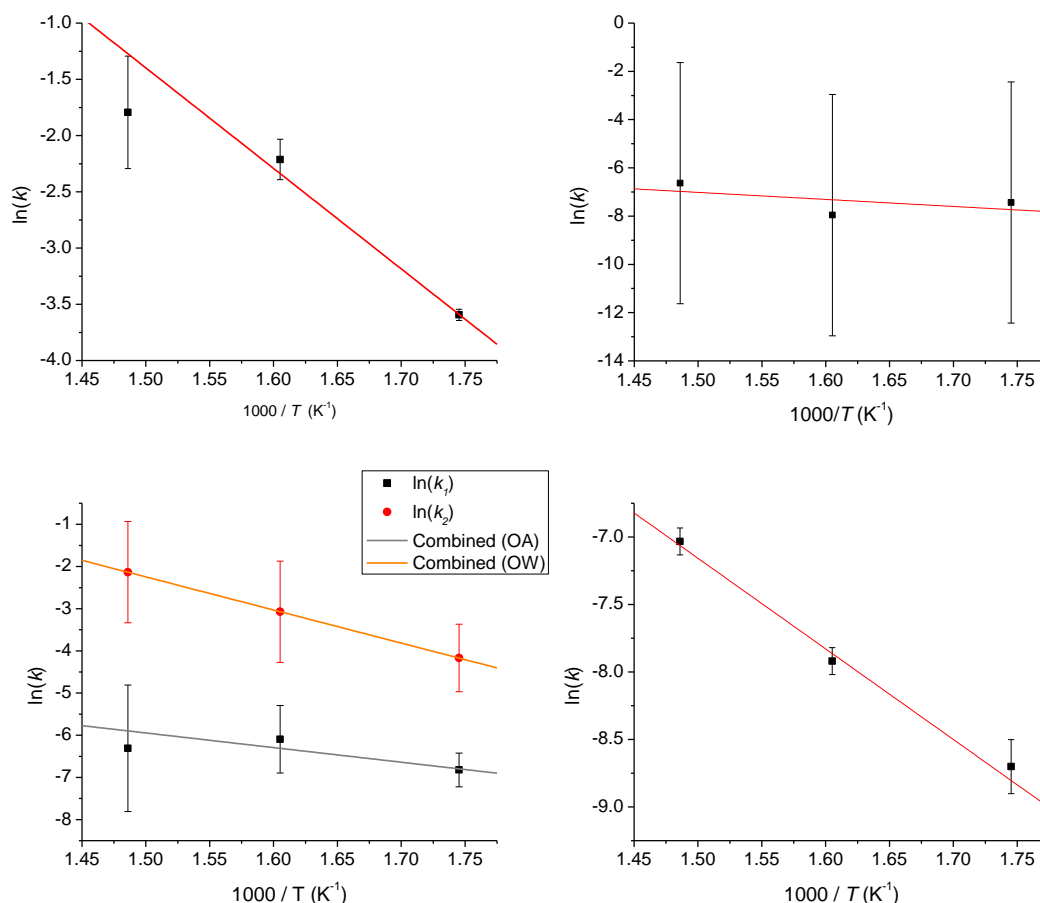 -1.0
-1.5
-2.0
-2.5
-3.0
-3.5
-4.0
ln(k)
1.45 1.50 1.55 1.60 1.65 1.70 1.75
1000 / T (K⁻¹)
0
-2
-4
-6
-8
-10
-12
-14
ln(k)
1.45 1.50 1.55 1.60 1.65 1.70 1.75
1000/T (K⁻¹)
ln(k₁)
ln(k₂)
Combined (OA)
Combined (OW)
-1
-2
-3
-4
-5
-6
-7
-8
ln(k)
1.45 1.50 1.55 1.60 1.65 1.70 1.75
1000 / T (K⁻¹)
-7.0
-7.5
-8.0
-8.5
-9.0
ln(k)
1.45 1.50 1.55 1.60 1.65 1.70 1.75
1000 / T (K⁻¹)